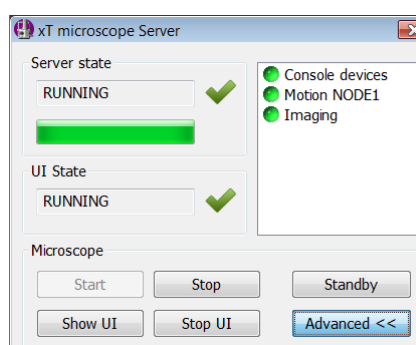 xT microscope Server
Server state
RUNNING
Console devices
Motion NODE1
Imaging
UI State
RUNNING
Microscope
Start Stop Standby
Show UI Stop UI Advanced <<